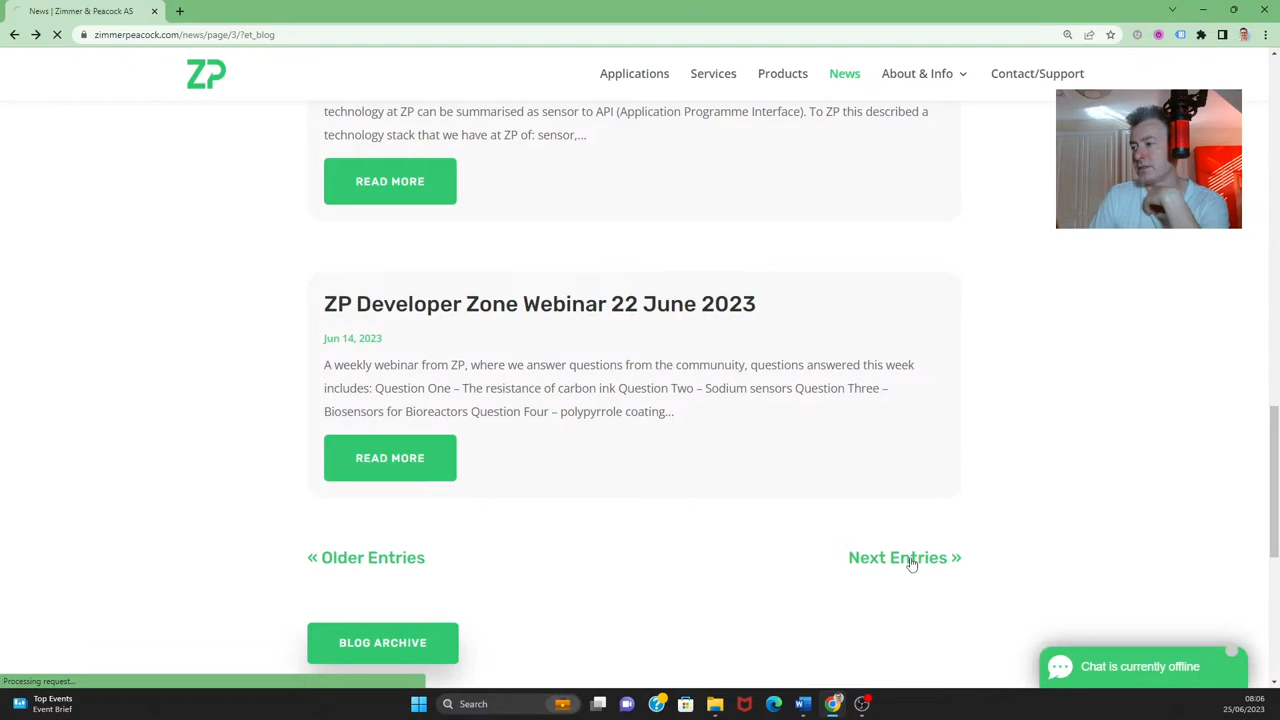 News | Zimmer & Peacock AS
zimmerpeacock.com/news/page/3/?et_blog
ZP
Applications
Services
Products
News
About & Info
Contact/Support
technology at ZP can be summarised as sensor to API (Application Programme Interface). To ZP this described a
technology stack that we have at ZP of: sensor,...
READ MORE
ZP Developer Zone Webinar 22 June 2023
Jun 14, 2023
A weekly webinar from ZP, where we answer questions from the communuity, questions answered this week
includes: Question One – The resistance of carbon ink Question Two – Sodium sensors Question Three –
Biosensors for Bioreactors Question Four – polypyrrole coating...
READ MORE
« Older Entries
Next Entries »
BLOG ARCHIVE
Chat is currently offline
Processing request...
Top Events
Event Brief
Search
08:06
25/06/2023